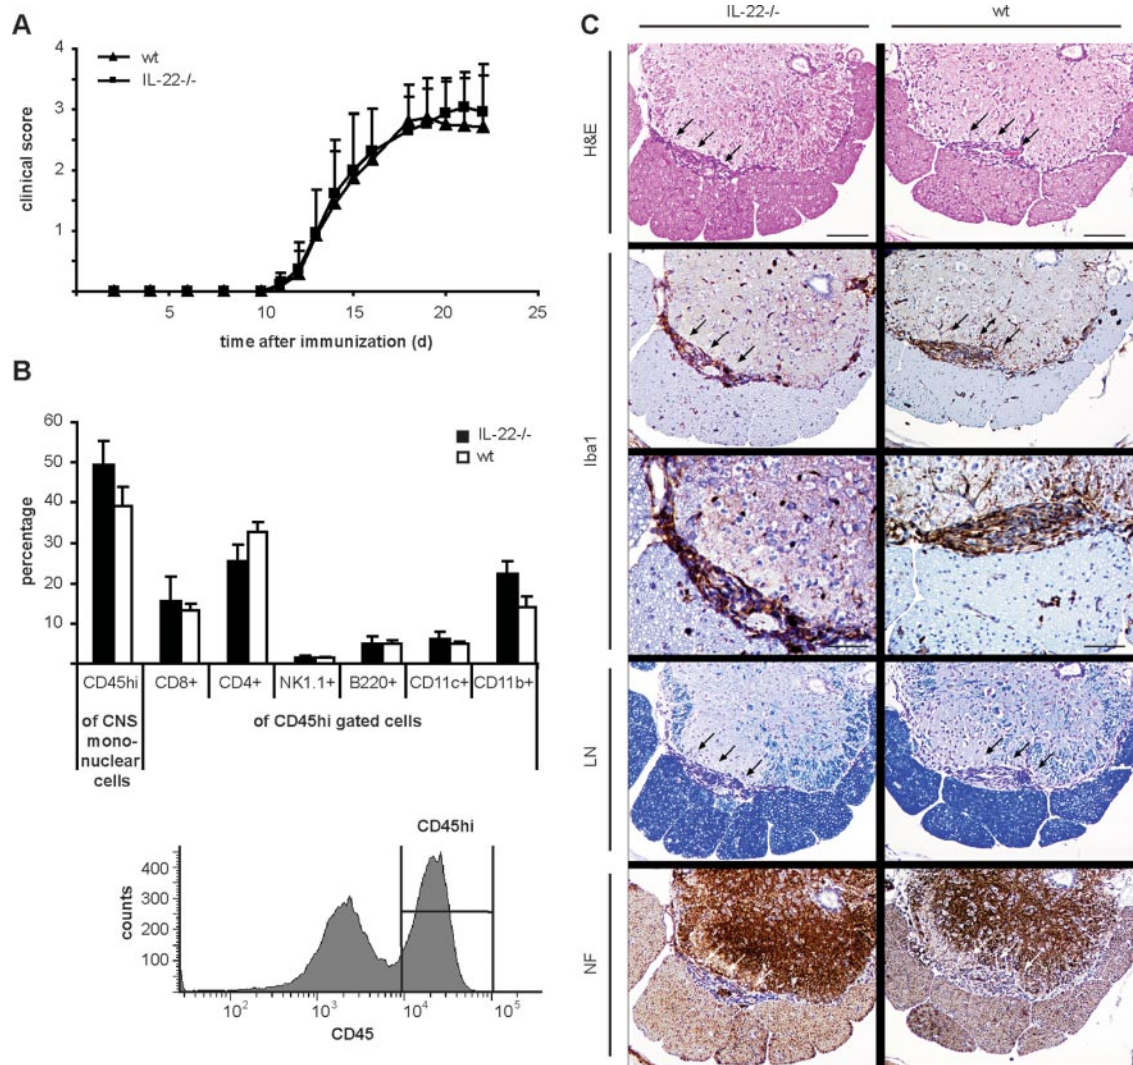 A
wt
IL-22-/-
4
3
2
1
clinical score
5
10
15
20
25
time after immunization (d)
B
IL-22-/-
wt
60
50
40
30
20
10
percentage
CD45hi
CD8+
CD4+
NK1.1+
B220+
CD11c+
CD11b+
of CNS
mono-
nuclear
cells
of CD45hi gated cells
CD45hi
400
300
200
100
counts
10²
10³
10⁴
10⁵
CD45
C
IL-22-/-
wt
H&E
Iba1
LN
NF